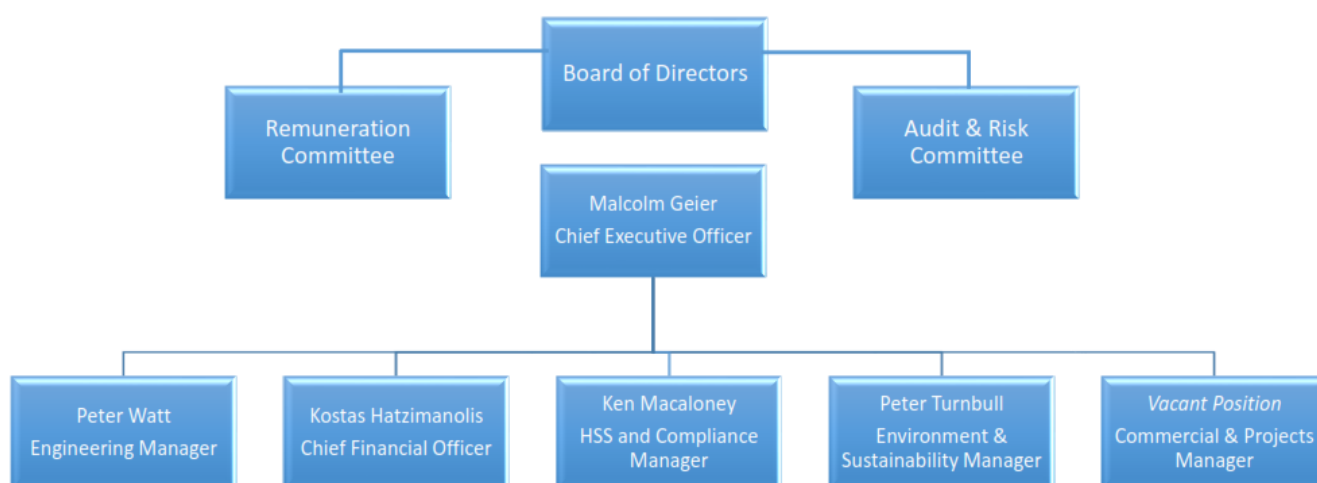 Board of Directors
Remuneration
Committee
Audit & Risk
Committee
Malcolm Geier
Chief Executive Officer
Peter Watt
Engineering Manager
Kostas Hatzimanolis
Chief Financial Officer
Ken Macaloney
HSS and Compliance
Manager
Peter Turnbull
Environment &
Sustainability Manager
Vacant Position
Commercial & Projects
Manager